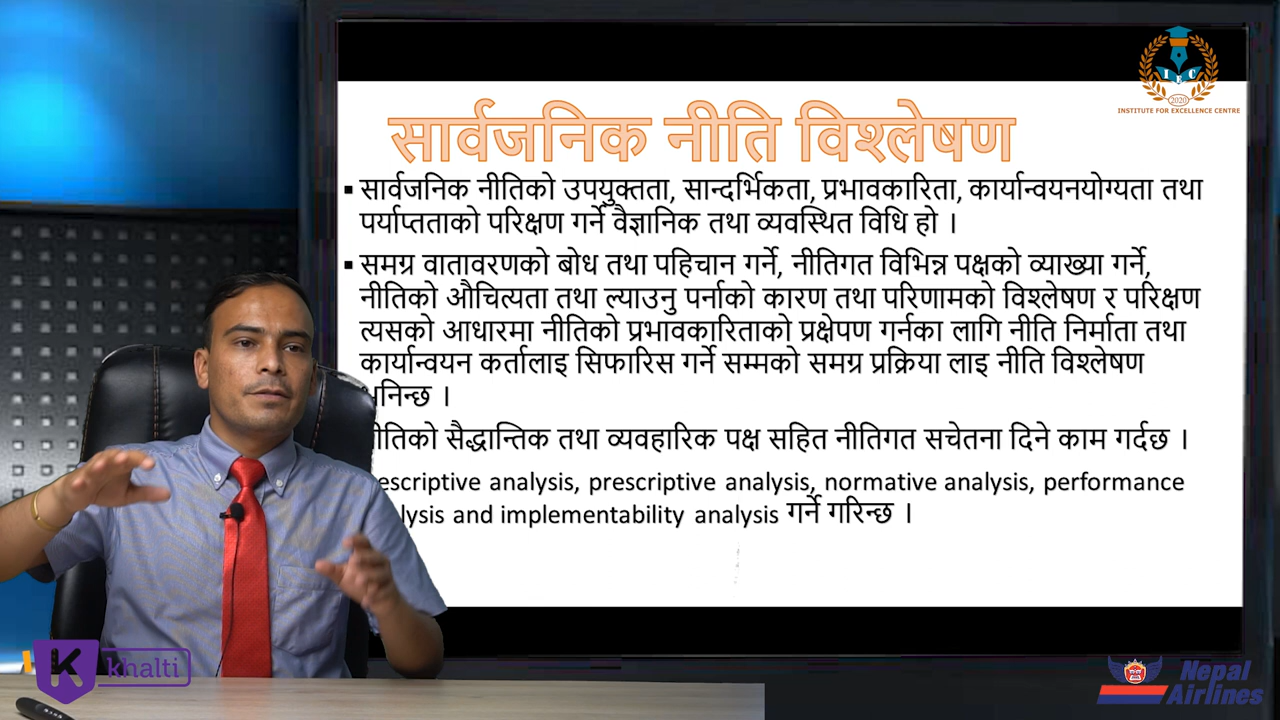 I E C
2020
INSTITUTE FOR EXCELLENCE CENTRE
सार्वजनिक नीति विश्लेषण
▪ सार्वजनिक नीतिको उपयुक्तता, सान्दर्भिकता, प्रभावकारिता, कार्यान्वयनयोग्यता तथा
पर्याप्तताको परिक्षण गर्ने वैज्ञानिक तथा व्यवस्थित विधि हो ।
▪ समग्र वातावरणको बोध तथा पहिचान गर्ने, नीतिगत विभिन्न पक्षको व्याख्या गर्ने,
नीतिको औचित्यता तथा ल्याउनु पर्नाको कारण तथा परिणामको विश्लेषण र परिक्षण
त्यसको आधारमा नीतिको प्रभावकारिताको प्रक्षेपण गर्नका लागि नीति निर्माता तथा
कार्यान्वयन कर्तालाइ सिफारिस गर्ने सम्मको समग्र प्रक्रिया लाइ नीति विश्लेषण
।
सैद्धान्तिक तथा व्यवहारिक पक्ष सहित नीतिगत सचेतना दिने काम गर्दछ ।
analysis, prescriptive analysis, normative analysis, performance
and implementability analysis गर्ने गरिन्छ ।
K khalti
Nepal
Airlines